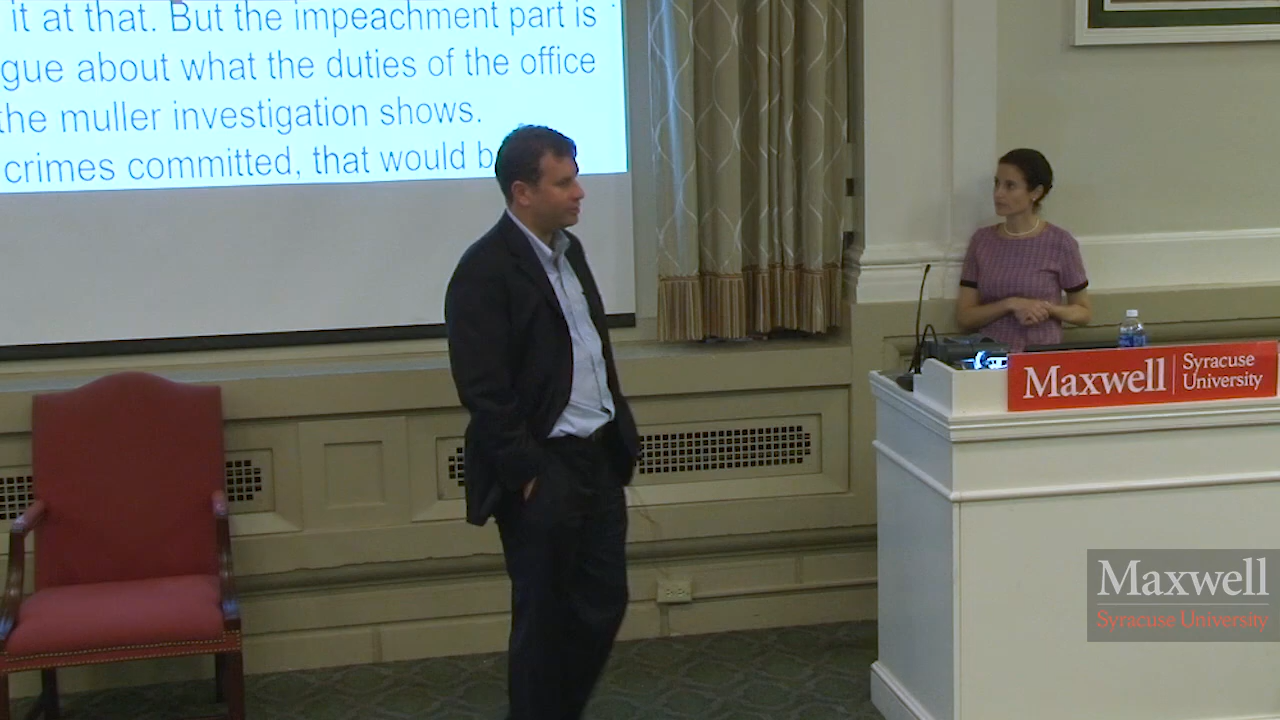 it at that. But the impeachment part is
gue about what the duties of the office
the muller investigation shows.
crimes committed, that would b
Maxwell
Syracuse
University
Maxwell
Syracuse University